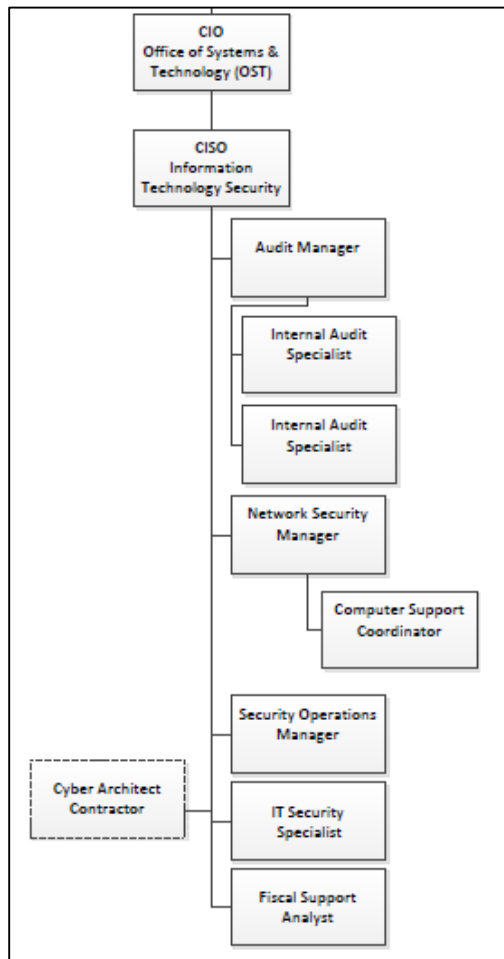 CIO
Office of Systems &
Technology (OST)
CISO
Information
Technology Security
Audit Manager
Internal Audit
Specialist
Internal Audit
Specialist
Network Security
Manager
Computer Support
Coordinator
Security Operations
Manager
Cyber Architect
Contractor
IT Security
Specialist
Fiscal Support
Analyst